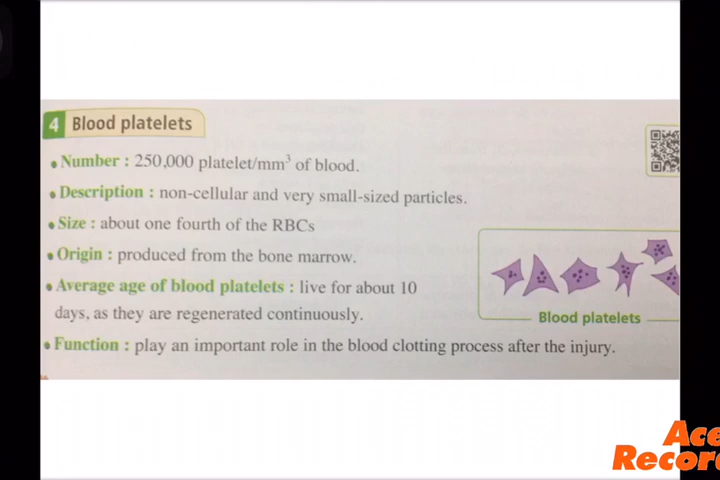 4 Blood platelets
• Number : 250,000 platelet/mm³ of blood.
• Description : non-cellular and very small-sized particles.
• Size : about one fourth of the RBCs
• Origin : produced from the bone marrow.
• Average age of blood platelets : live for about 10
days, as they are regenerated continuously.
Blood platelets
• Function : play an important role in the blood clotting process after the injury.